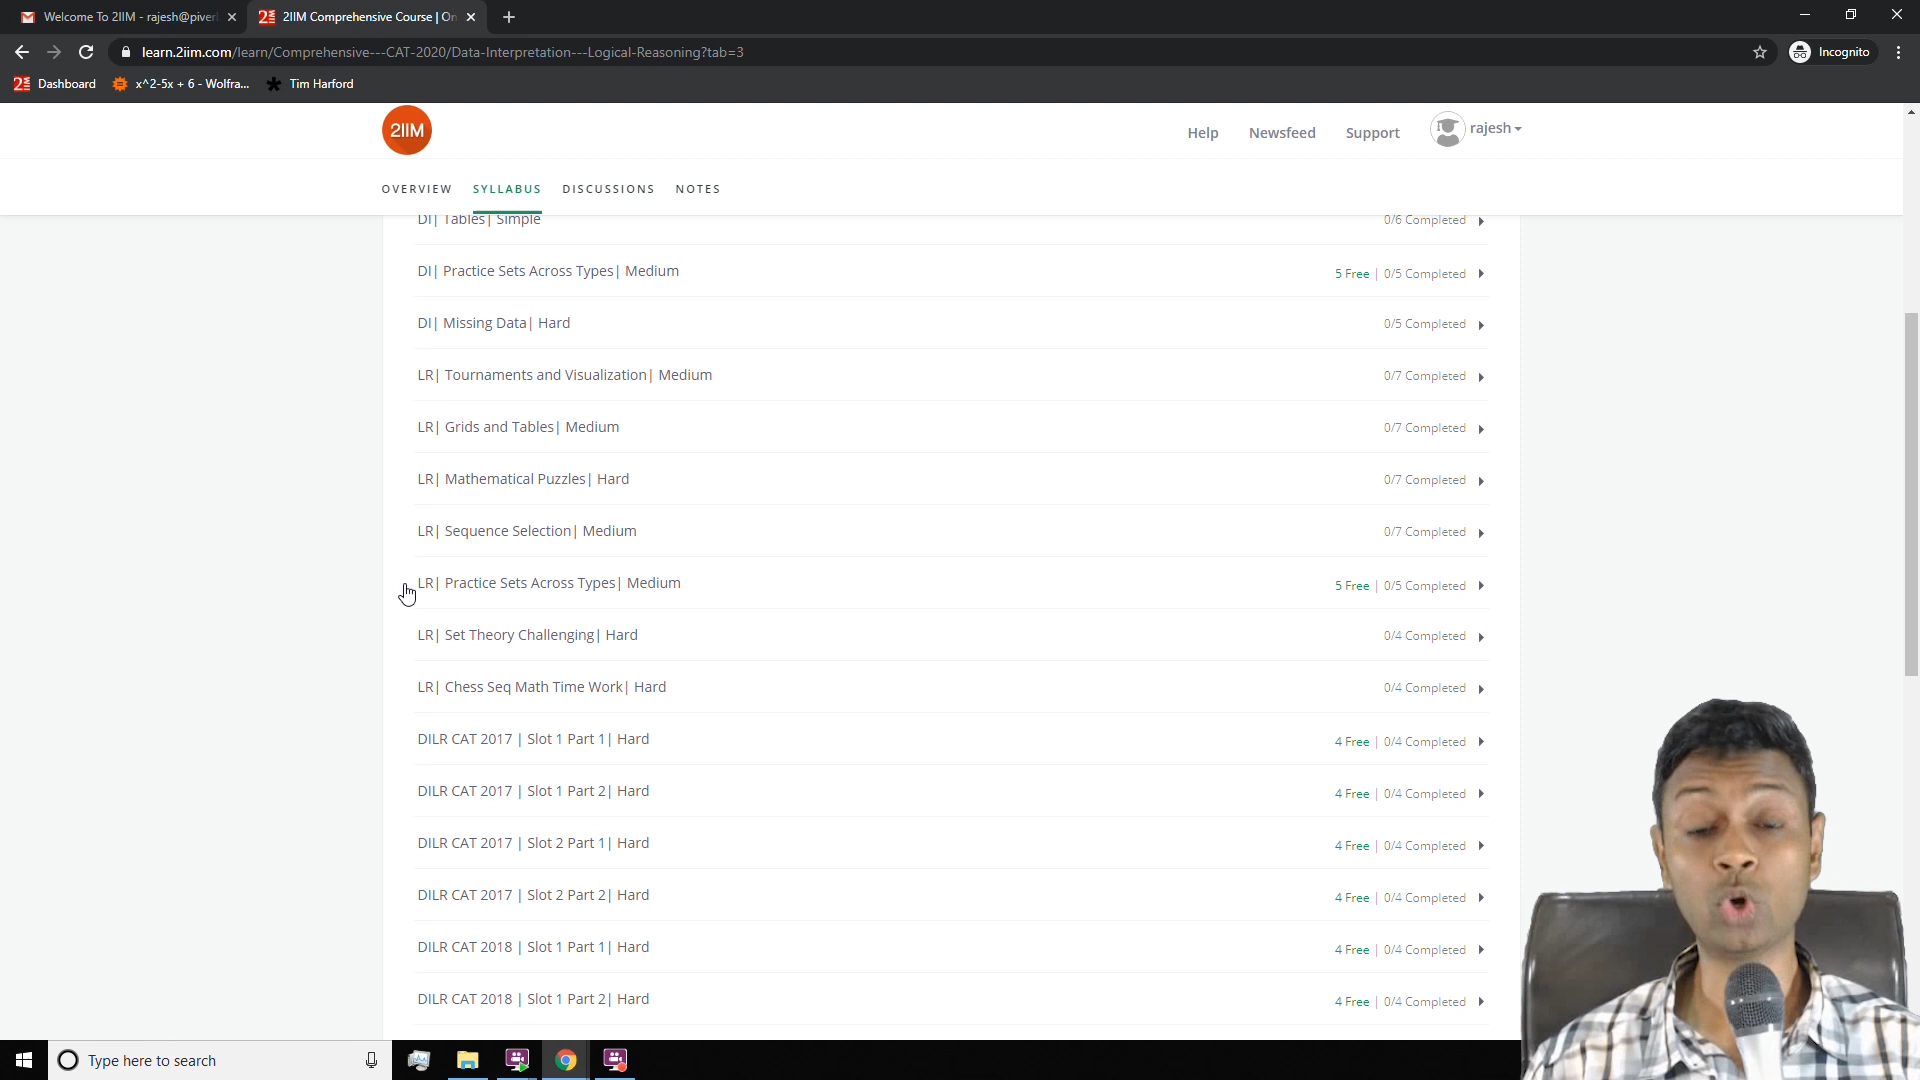 Welcome To 2IIM - rajesh@piver
2IIM Comprehensive Course | On
learn.2iim.com/learn/Comprehensive---CAT-2020/Data-Interpretation---Logical-Reasoning?tab=3
Incognito
Dashboard
x^2-5x + 6 - Wolfra...
Tim Harford
2IIM
Help
Newsfeed
Support
rajesh
OVERVIEW
SYLLABUS
DISCUSSIONS
NOTES
DI| Tables| Simple 0/6 Completed
DI| Practice Sets Across Types| Medium 5 Free | 0/5 Completed
DI| Missing Data| Hard 0/5 Completed
LR| Tournaments and Visualization| Medium 0/7 Completed
LR| Grids and Tables| Medium 0/7 Completed
LR| Mathematical Puzzles| Hard 0/7 Completed
LR| Sequence Selection| Medium 0/7 Completed
LR| Practice Sets Across Types| Medium 5 Free | 0/5 Completed
LR| Set Theory Challenging| Hard 0/4 Completed
LR| Chess Seq Math Time Work| Hard 0/4 Completed
DILR CAT 2017 | Slot 1 Part 1| Hard 4 Free | 0/4 Completed
DILR CAT 2017 | Slot 1 Part 2| Hard 4 Free | 0/4 Completed
DILR CAT 2017 | Slot 2 Part 1| Hard 4 Free | 0/4 Completed
DILR CAT 2017 | Slot 2 Part 2| Hard 4 Free | 0/4 Completed
DILR CAT 2018 | Slot 1 Part 1| Hard 4 Free | 0/4 Completed
DILR CAT 2018 | Slot 1 Part 2| Hard 4 Free | 0/4 Completed
Type here to search